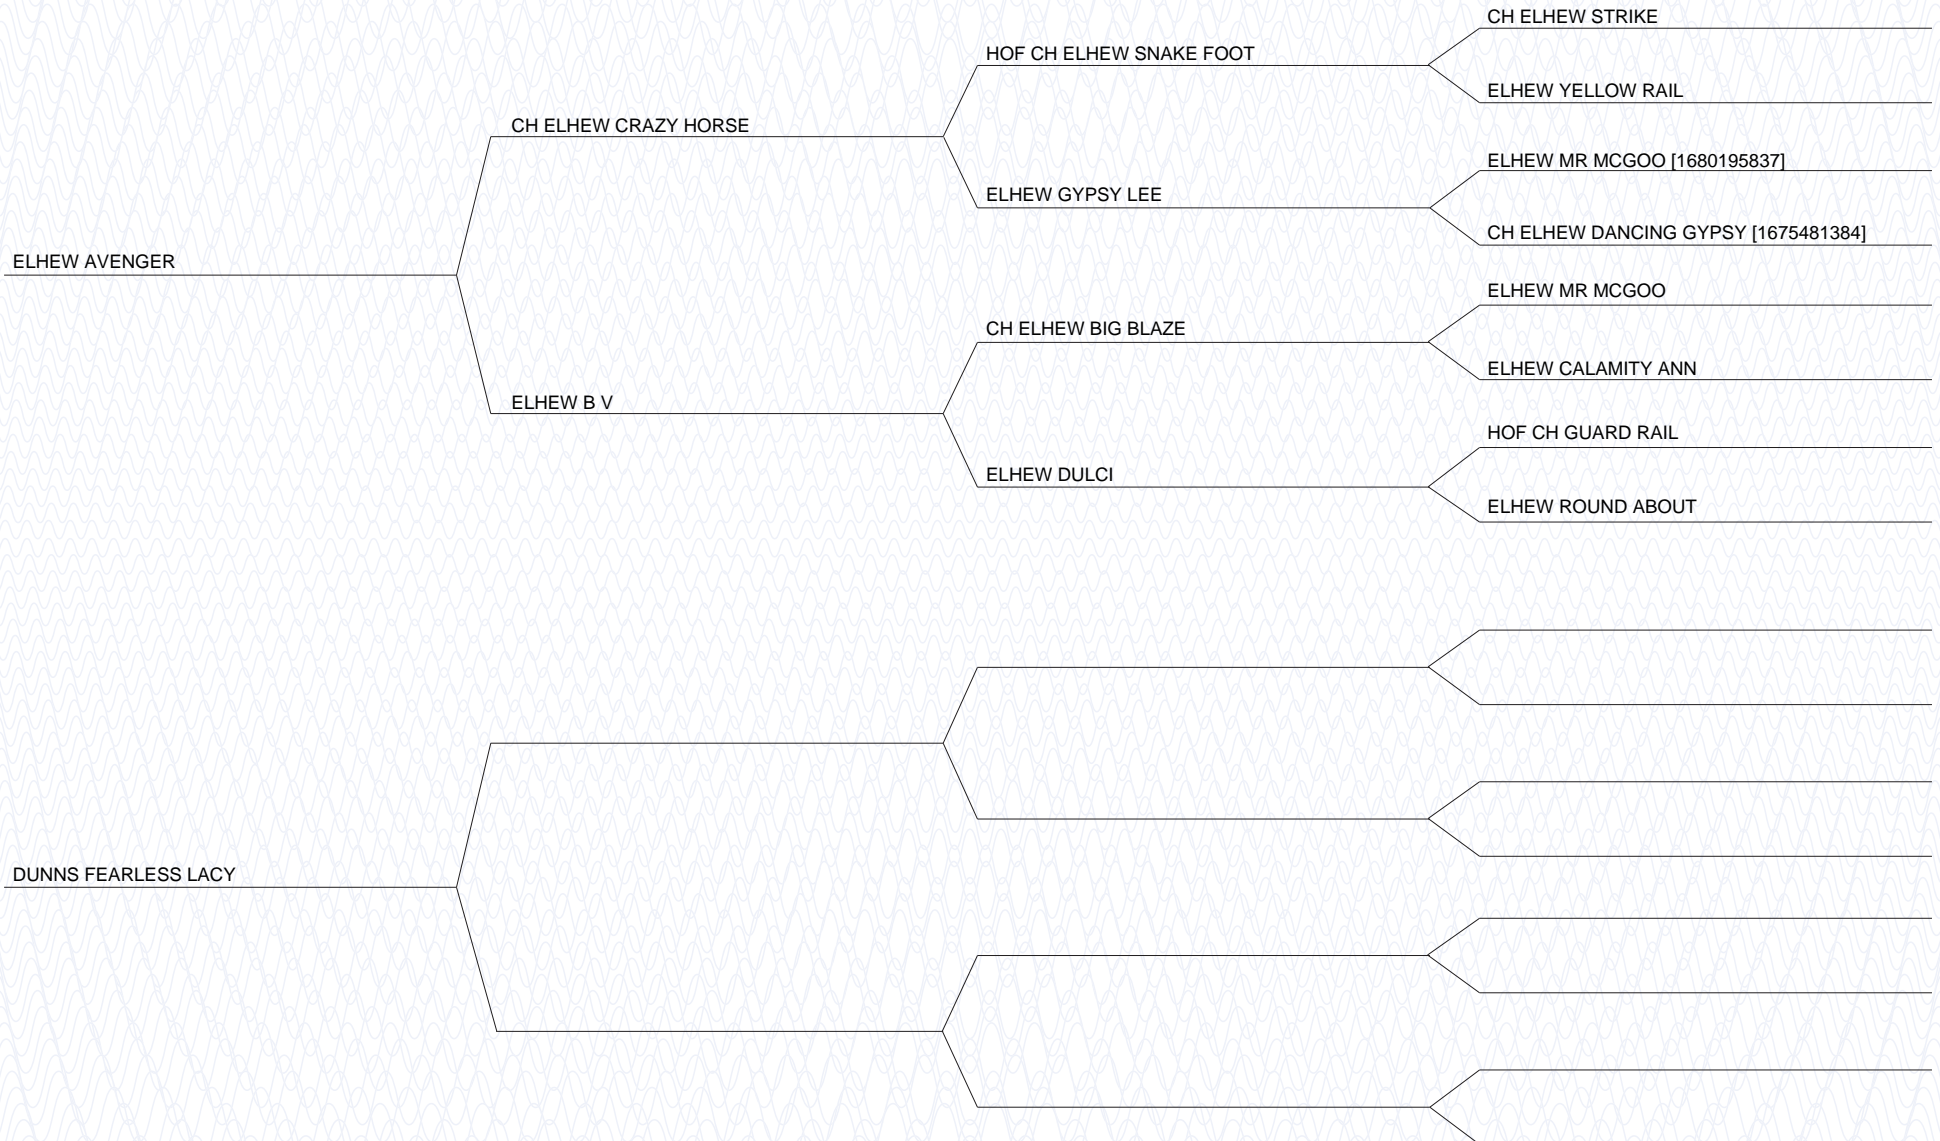 CH ELHEW STRIKE
HOF CH ELHEW SNAKE FOOT
ELHEW YELLOW RAIL
CH ELHEW CRAZY HORSE
ELHEW MR MCGOO [1680195837]
ELHEW GYPSY LEE
CH ELHEW DANCING GYPSY [1675481384]
ELHEW AVENGER
ELHEW MR MCGOO
CH ELHEW BIG BLAZE
ELHEW CALAMITY ANN
ELHEW B V
HOF CH GUARD RAIL
ELHEW DULCI
ELHEW ROUND ABOUT
DUNNS FEARLESS LACY